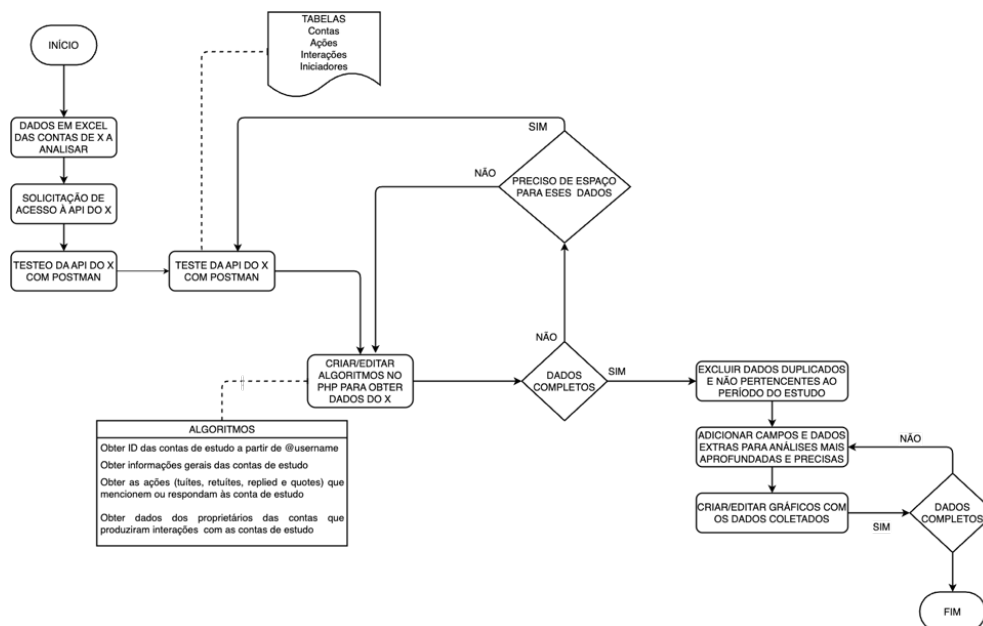 INÍCIO
TABELAS
Contas
Ações
Interações
Iniciadores
DADOS EM EXCEL
DAS CONTAS DE X A
ANALISAR
SOLICITAÇÃO DE
ACESSO À API DO X
TESTEO DA API DO X
COM POSTMAN
TESTE DA API DO X
COM POSTMAN
SIM
NÃO
PRECISO DE ESPAÇO
PARA ESES DADOS
CRIAR/EDITAR
ALGORITMOS NO
PHP PARA OBTER
DADOS DO X
NÃO
DADOS
COMPLETOS
SIM
ALGORITMOS
Obter ID das contas de estudo a partir de @username
Obter informações gerais das contas de estudo
Obter as ações (tuítes, retuítes, replied e quotes) que
mencionem ou respondam às conta de estudo
Obter dados dos proprietários das contas que
produziram interações com as contas de estudo
EXCLUIR DADOS DUPLICADOS
E NÃO PERTENCENTES AO
PERÍODO DO ESTUDO
ADICIONAR CAMPOS E DADOS
EXTRAS PARA ANÁLISES MAIS
APROFUNDADAS E PRECISAS
NÃO
CRIAR/EDITAR GRÁFICOS COM
OS DADOS COLETADOS
SIM
DADOS
COMPLETOS
FIM